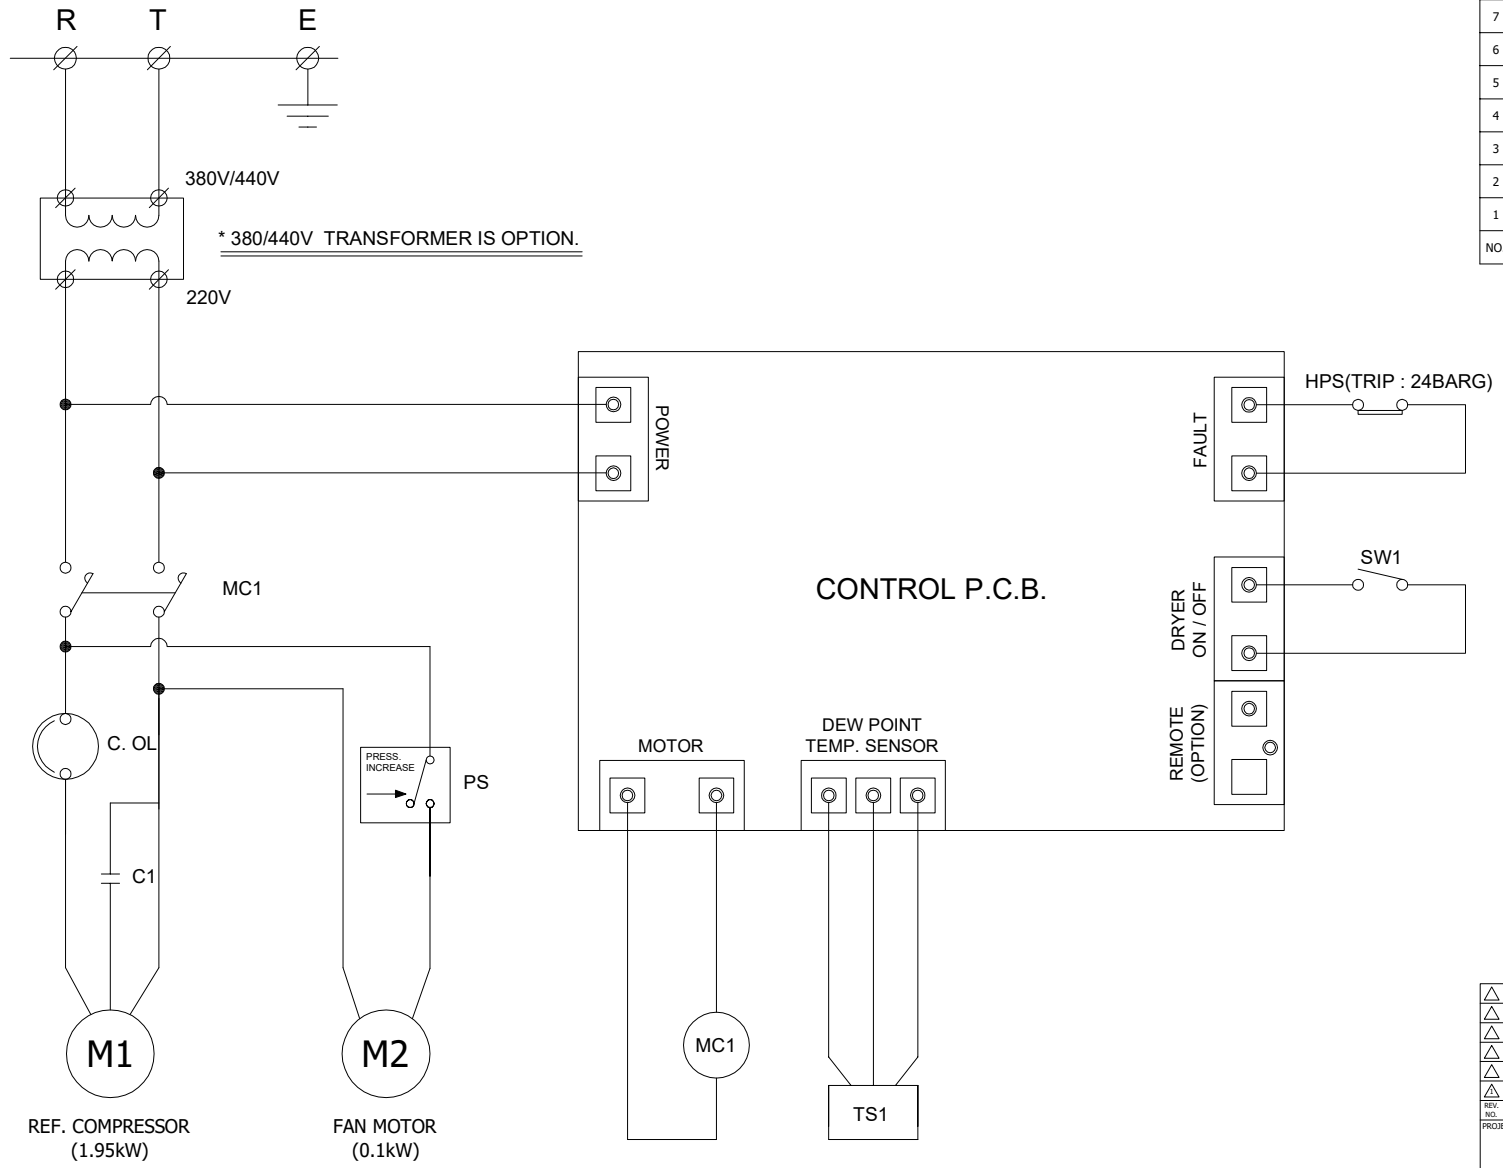 R T E
380V/440V
* 380/440V TRANSFORMER IS OPTION.
220V
7
6
5
4
3
2
1
NO
POWER
FAULT
HPS(TRIP : 24BARG)
CONTROL P.C.B.
MC1
DRYER
ON / OFF
SW1
REMOTE
(OPTION)
C. OL
PRESS.
INCREASE
PS
MOTOR
DEW POINT
TEMP. SENSOR
C1
M1
M2
MC1
TS1
REF. COMPRESSOR
(1.95kW)
FAN MOTOR
(0.1kW)
REV.
NO.
PROJE